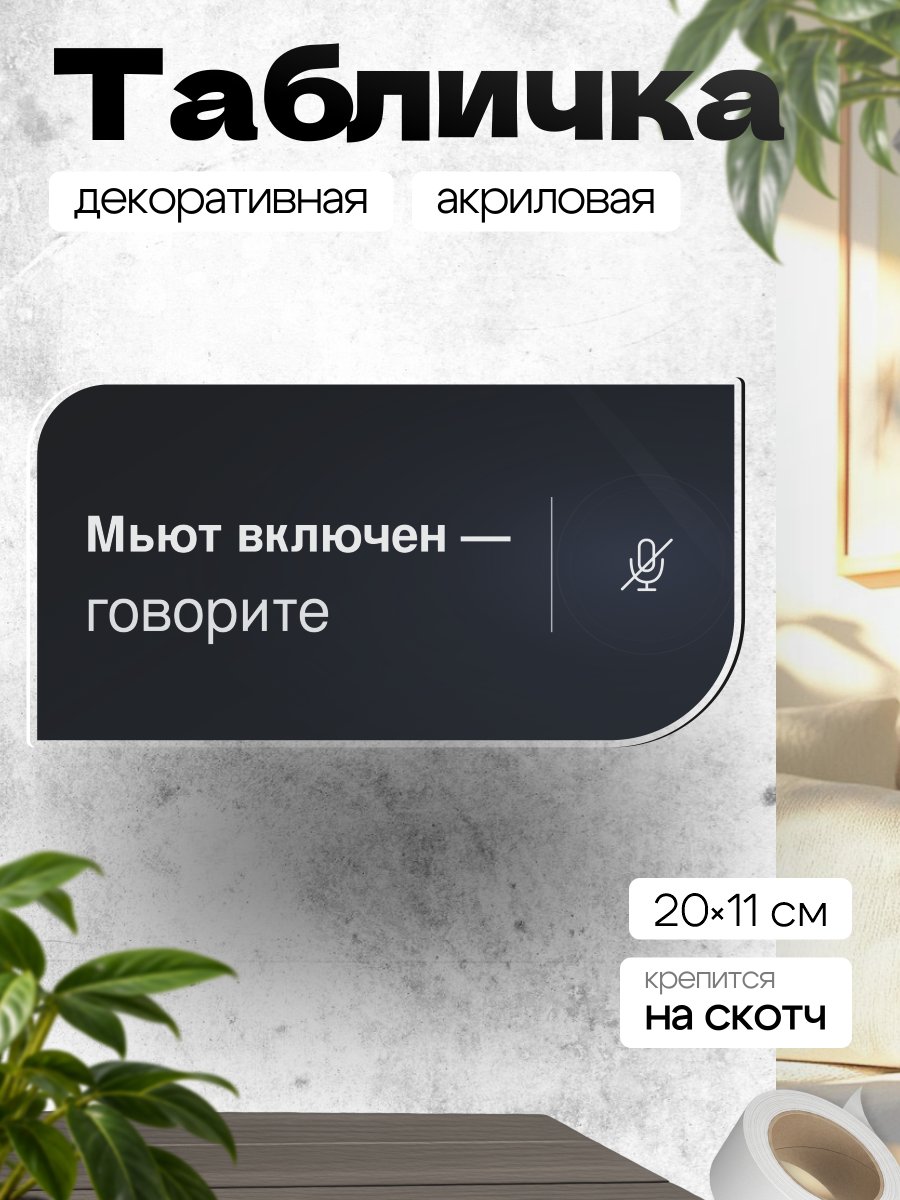 Табличка
декоративная
акриловая
Мьют включен —
говорите
20×11 см
крепится
на скотч